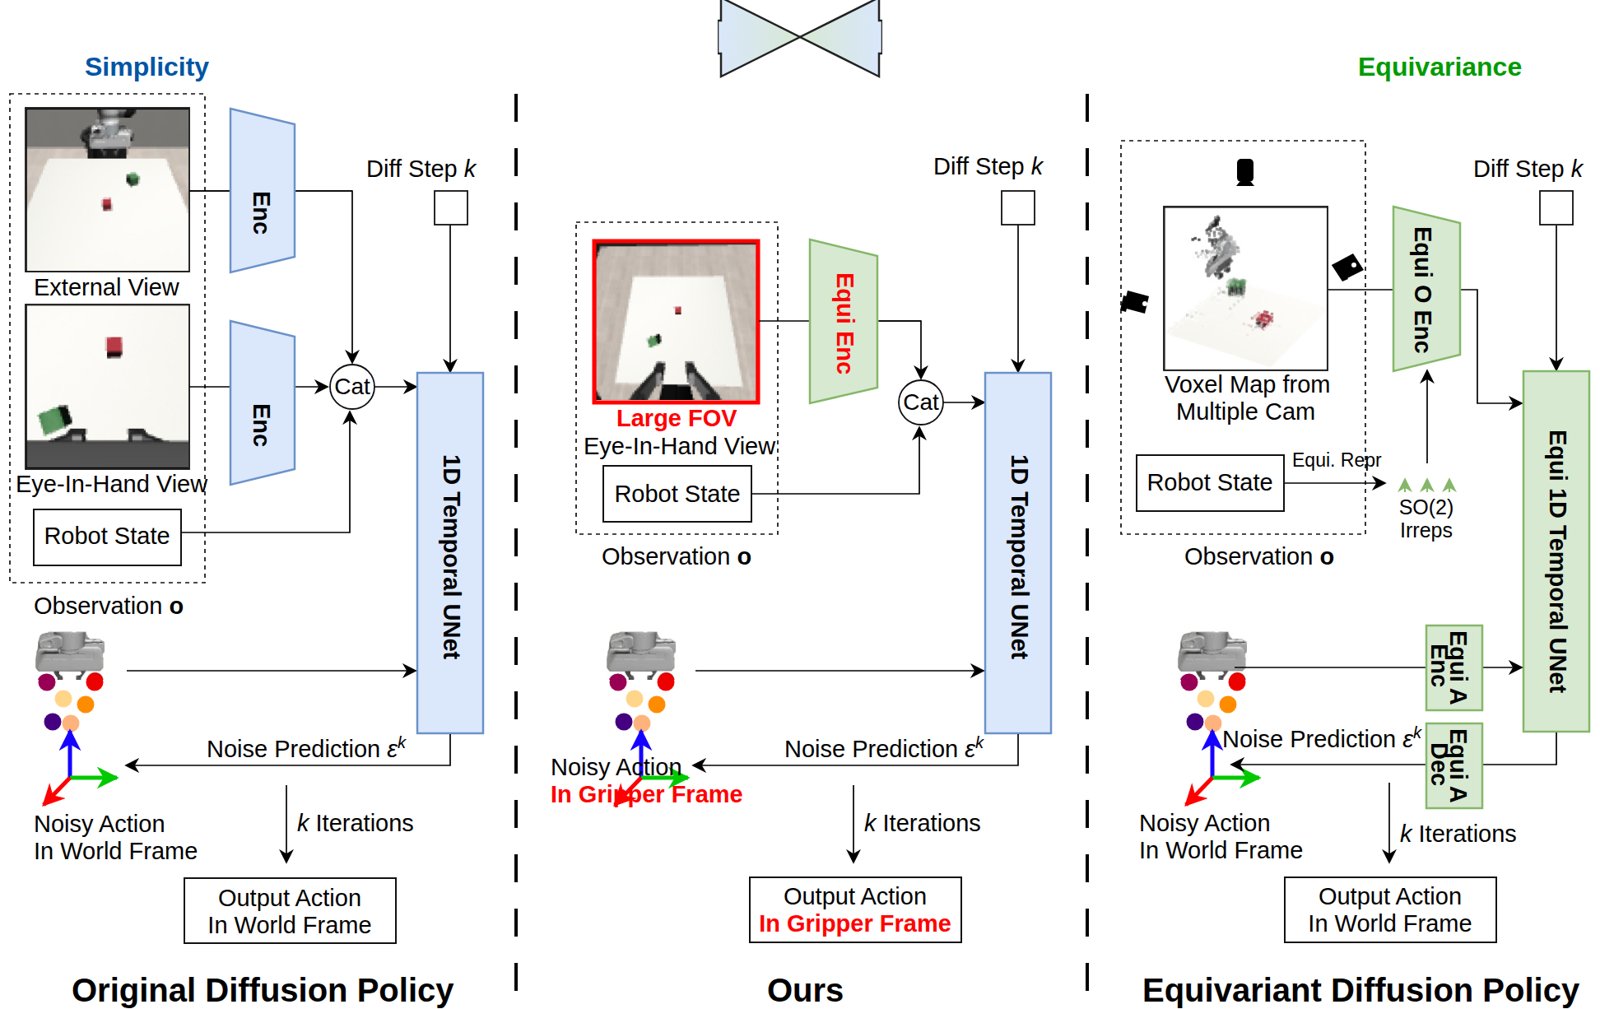 Simplicity
External View
Eye-In-Hand View
Robot State
Observation o
Enc
Enc
Cat
Diff Step k
1D Temporal UNet
Noise Prediction εᵏ
Noisy Action
In World Frame
k Iterations
Output Action
In World Frame
Original Diffusion Policy
Large FOV
Eye-In-Hand View
Robot State
Observation o
Equi Enc
Cat
Diff Step k
1D Temporal UNet
Noise Prediction εᵏ
Noisy Action
In Gripper Frame
k Iterations
Output Action
In Gripper Frame
Ours
Equivariance
Voxel Map from
Multiple Cam
Robot State
Equi. Repr
SO(2)
Irreps
Observation o
Equi O Enc
Diff Step k
Equi 1D Temporal UNet
Equi A
Enc
Equi A
Dec
Noise Prediction εᵏ
Noisy Action
In World Frame
k Iterations
Output Action
In World Frame
Equivariant Diffusion Policy